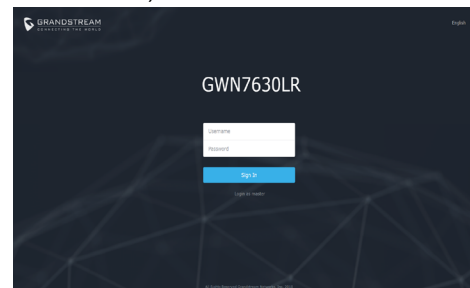 GRANDSTREAM
CONNECTING THE WORLD
English
GWN7630LR
Username
Password
Sign In
Login as master